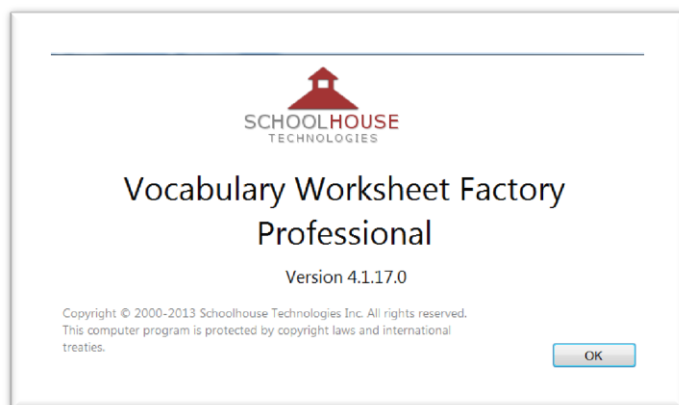 SCHOOLHOUSE
TECHNOLOGIES
Vocabulary Worksheet Factory
Professional
Version 4.1.17.0
Copyright © 2000-2013 Schoolhouse Technologies Inc. All rights reserved.
This computer program is protected by copyright laws and international
treaties.
OK